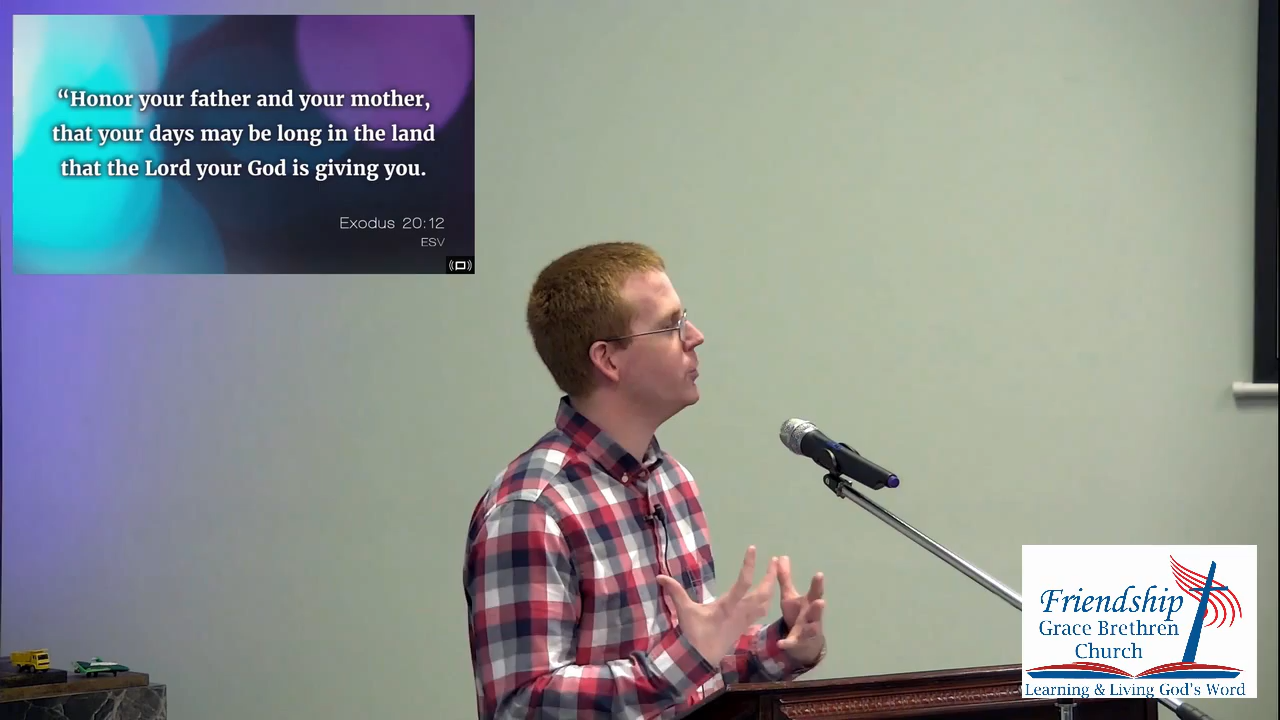 “Honor your father and your mother,
that your days may be long in the land
that the Lord your God is giving you.
Exodus 20:12
ESV
Friendship
Grace Brethren
Church
Learning & Living God's Word